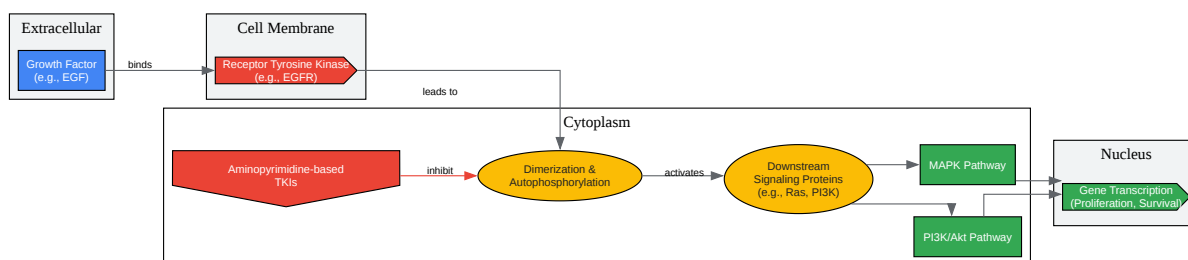 Extracellular
Growth Factor
(e.g., EGF)
binds
Cell Membrane
Receptor Tyrosine Kinase
(e.g., EGFR)
leads to
Cytoplasm
Aminopyrimidine-based
TKIs
inhibit
Dimerization &
Autophosphorylation
activates
Downstream
Signaling Proteins
(e.g., Ras, PI3K)
MAPK Pathway
PI3K/Akt Pathway
Nucleus
Gene Transcription
(Proliferation, Survival)